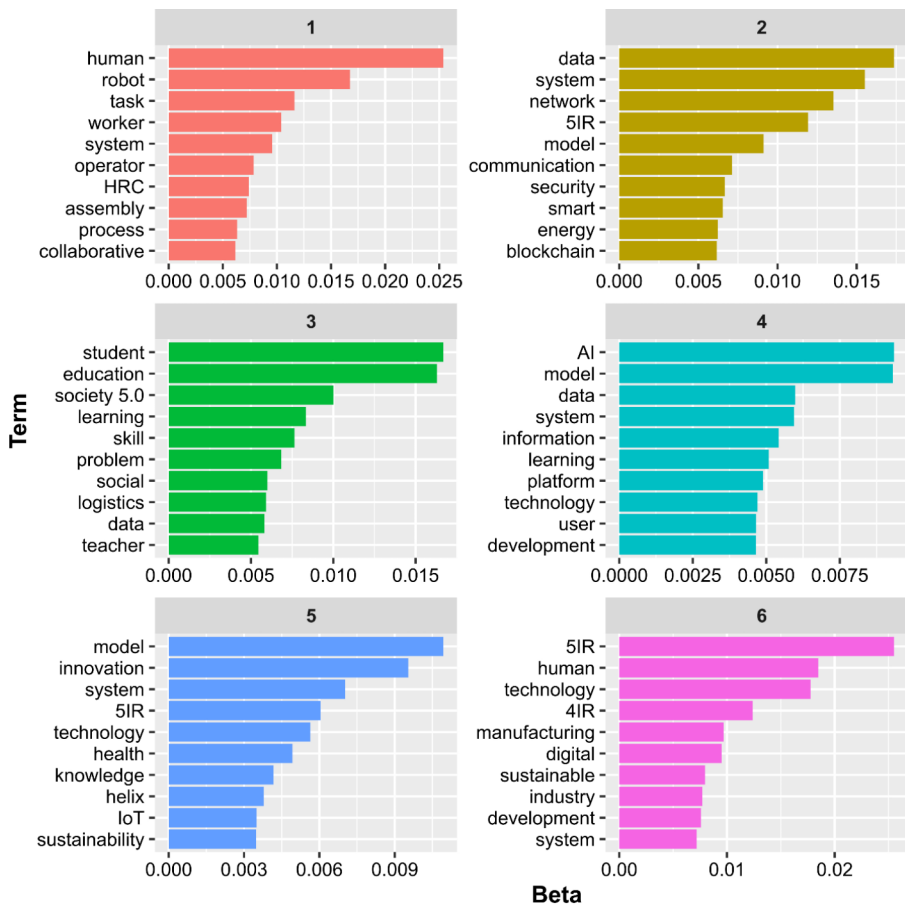 1
human
robot
task
worker
system
operator
HRC
assembly
process
collaborative
0.000 0.005 0.010 0.015 0.020 0.025
2
data
system
network
5IR
model
communication
security
smart
energy
blockchain
0.000 0.005 0.010 0.015
3
student
education
society 5.0
learning
skill
problem
social
logistics
data
teacher
0.000 0.005 0.010 0.015
4
AI
model
data
system
information
learning
platform
technology
user
development
0.0000 0.0025 0.0050 0.0075
5
model
innovation
system
5IR
technology
health
knowledge
helix
IoT
sustainability
0.000 0.003 0.006 0.009
6
5IR
human
technology
4IR
manufacturing
digital
sustainable
industry
development
system
0.00 0.01 0.02
Term
Beta